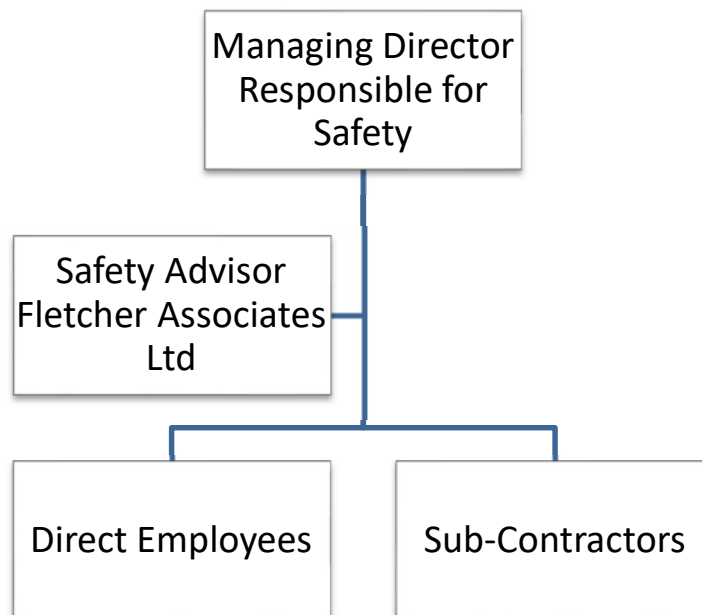 Managing Director
Responsible for
Safety
Safety Advisor
Fletcher Associates
Ltd
Direct Employees
Sub-Contractors